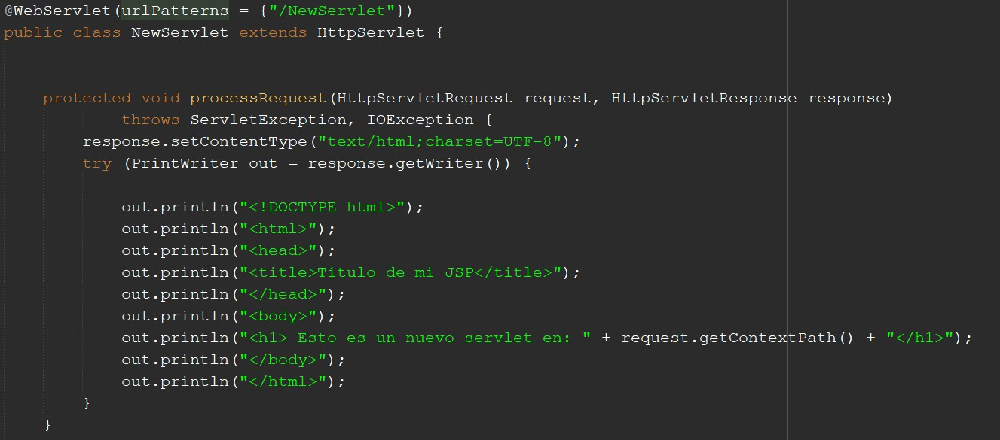 @WebServlet(urlPatterns = {"/NewServlet"})
public class NewServlet extends HttpServlet {
protected void processRequest(HttpServletRequest request, HttpServletResponse response)
throws ServletException, IOException {
response.setContentType("text/html;charset=UTF-8");
try (PrintWriter out = response.getWriter()) {
out.println("<!DOCTYPE html>");
out.println("<html>");
out.println("<head>");
out.println("<title>Título de mi JSP</title>");
out.println("</head>");
out.println("<body>");
out.println("<h1> Esto es un nuevo servlet en: " + request.getContextPath() + "</h1>");
out.println("</body>");
out.println("</html>");
}
}